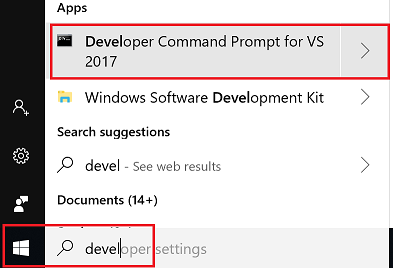 Apps
Developer Command Prompt for VS
2017
Windows Software Development Kit
Search suggestions
devel - See web results
Documents (14+)
developer settings